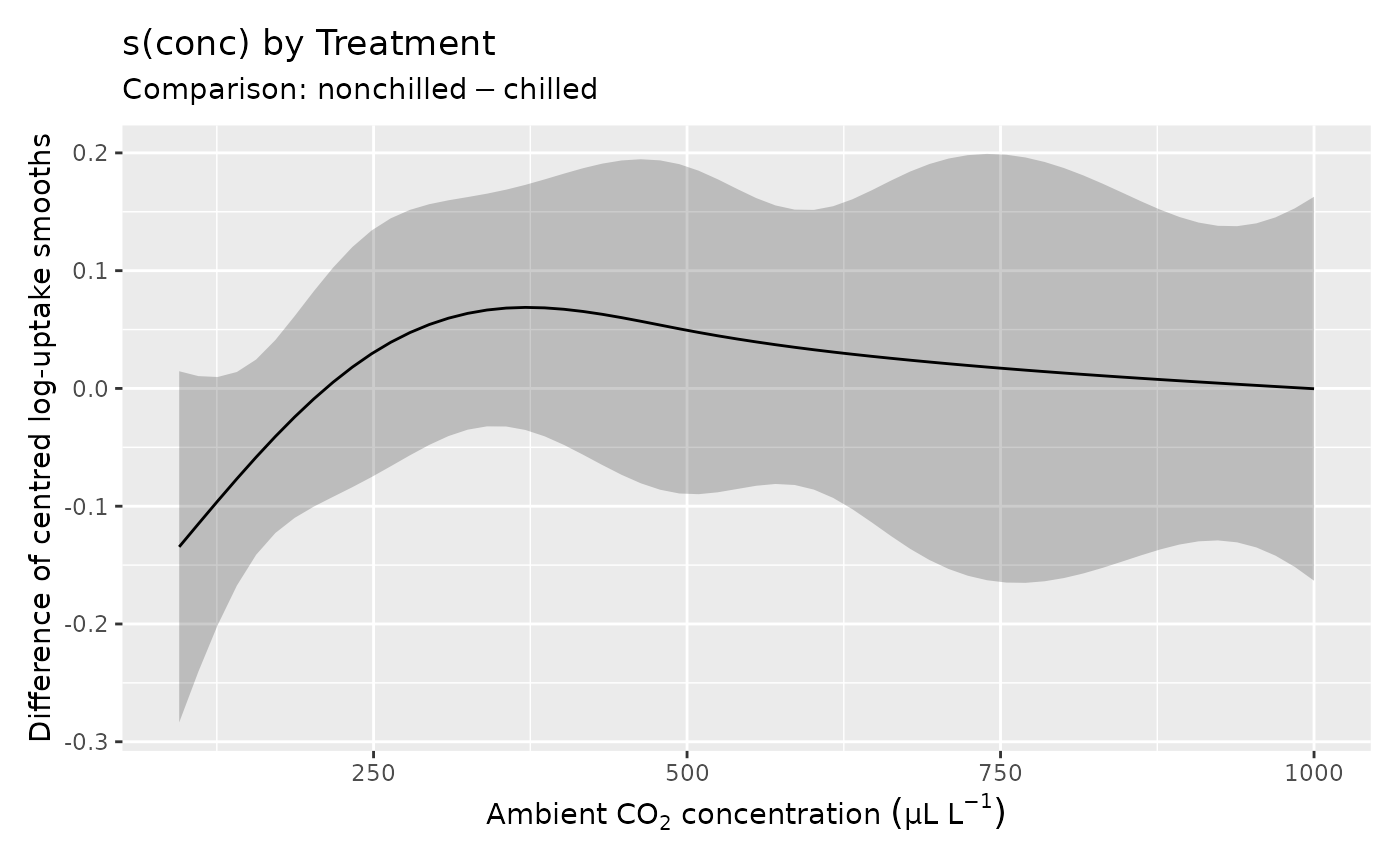 s(conc) by Treatment
Comparison: nonchilled − chilled
Difference of centred log-uptake smooths
0.2
0.1
0.0
-0.1
-0.2
-0.3
250 500 750 1000
Ambient CO₂ concentration (μL L⁻¹)